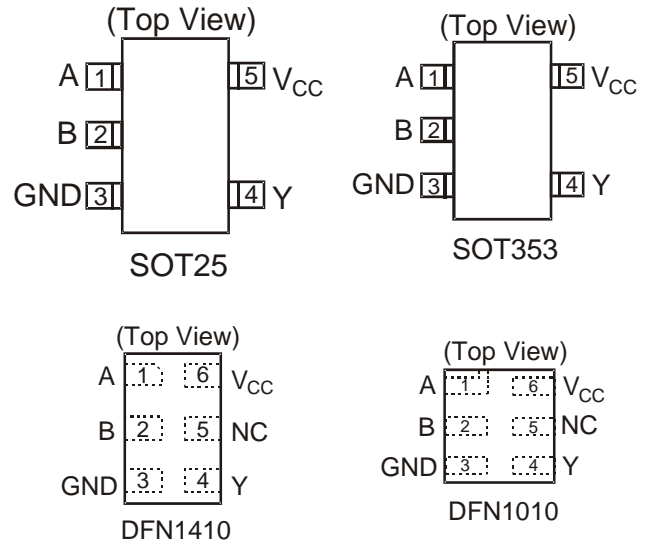 (Top View)
A 1 5 VCC
B 2
GND 3 4 Y
SOT25
(Top View)
A 1 5 VCC
B 2
GND 3 4 Y
SOT353
(Top View)
A 1 6 VCC
B 2 5 NC
GND 3 4 Y
DFN1410
(Top View)
A 1 6 VCC
B 2 5 NC
GND 3 4 Y
DFN1010